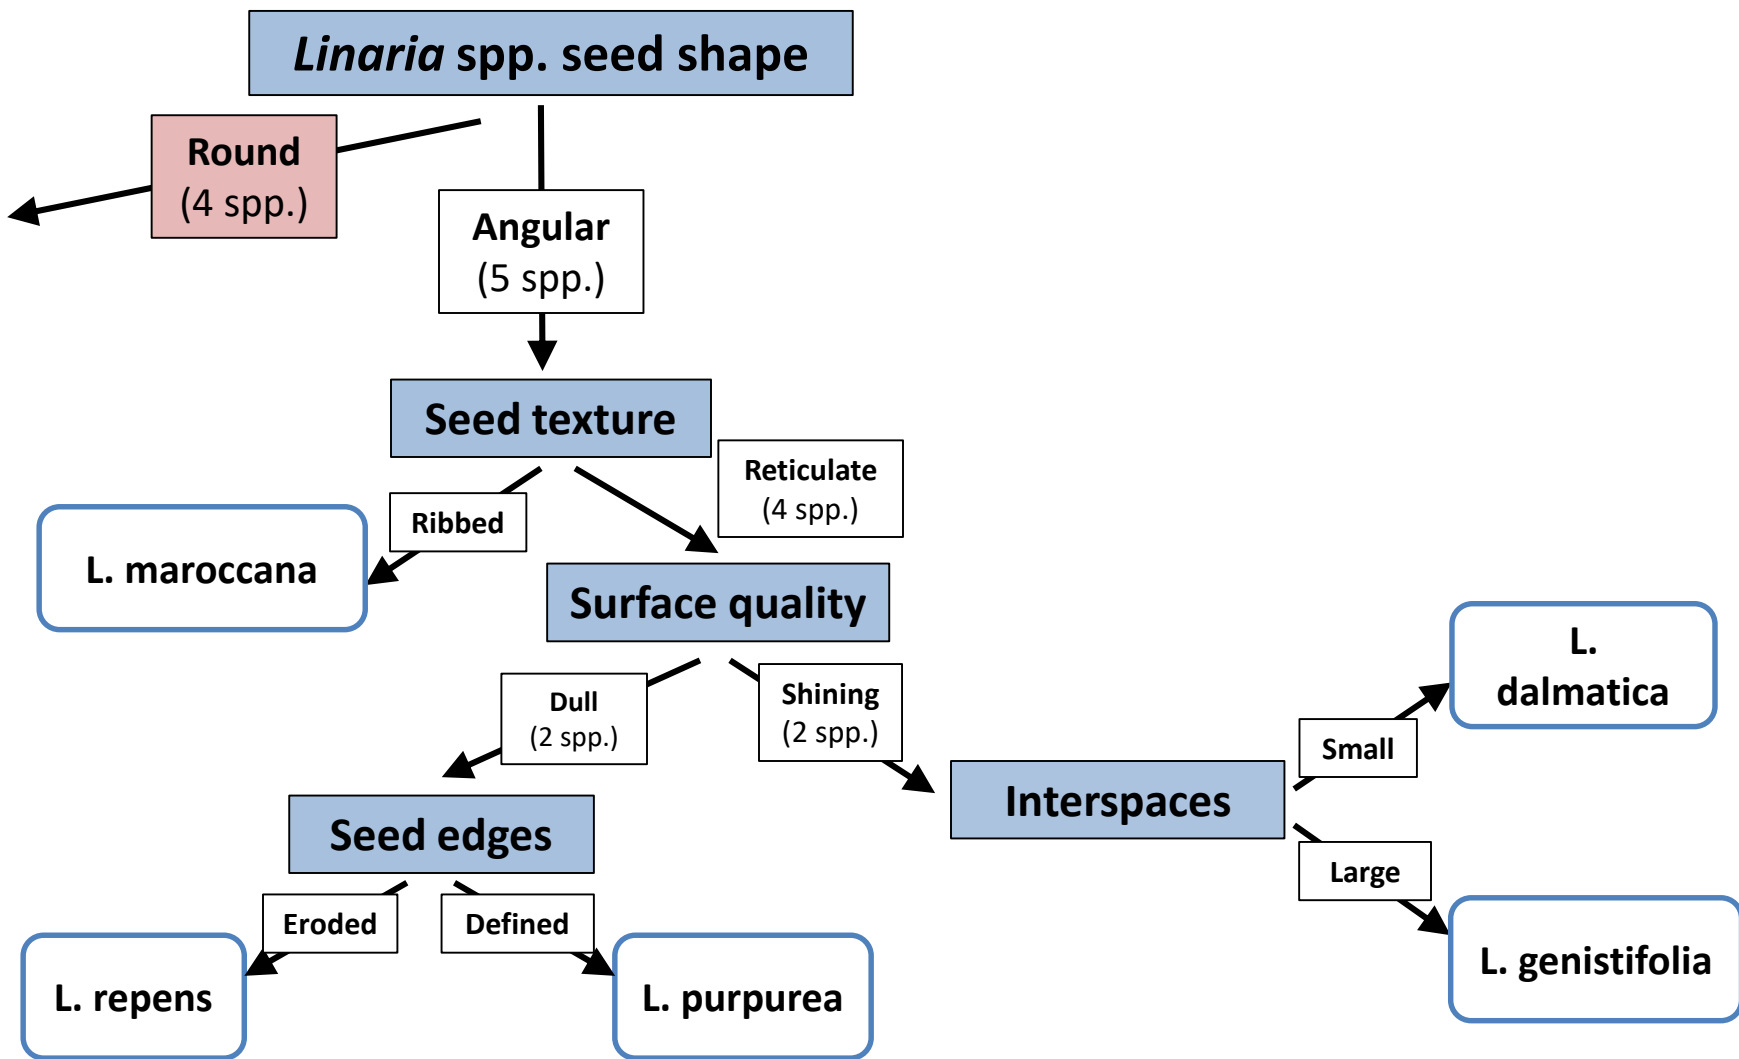 Linaria spp. seed shape
Round
(4 spp.)
Angular
(5 spp.)
Seed texture
Reticulate
(4 spp.)
Ribbed
L. maroccana
Surface quality
Dull
(2 spp.)
Shining
(2 spp.)
L.
dalmatica
Small
Interspaces
Large
Seed edges
Eroded
Defined
L. repens
L. purpurea
L. genistifolia